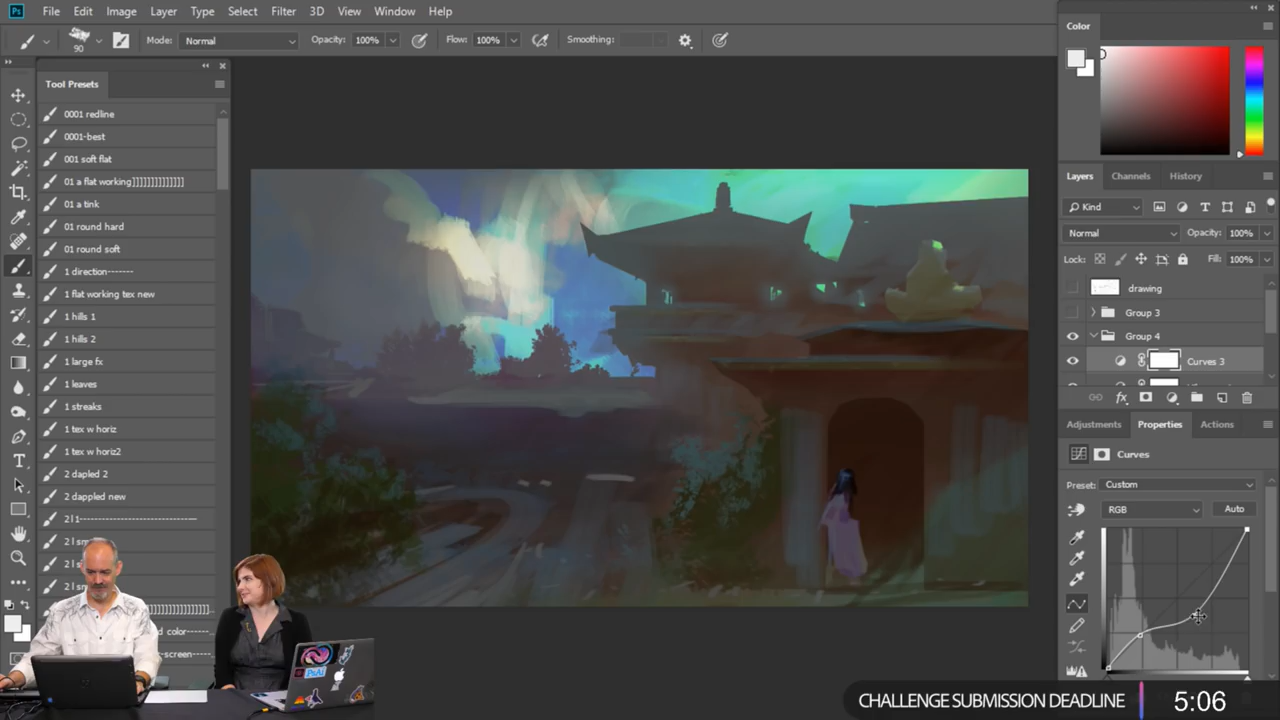 Ps File Edit Image Layer Type Select Filter 3D View Window Help
90 Mode: Normal Opacity: 100% Flow: 100% Smoothing:
Tool Presets
0001 redline
0001-best
001 soft flat
01 a flat working]]]]]]]]]]]]]]
01 a tink
01 round hard
01 round soft
1 direction-------
1 flat working tex new
1 hills 1
1 hills 2
1 large fx
1 leaves
1 streaks
1 tex w horiz
1 tex w horiz2
2 dapled 2
2 dappled new
Color
Layers Channels History
Kind
Normal Opacity: 100%
Lock: Fill: 100%
drawing
Group 3
Group 4
Curves 3
fx
Adjustments Properties Actions
Curves
Preset: Custom
RGB Auto
PsAi
CHALLENGE SUBMISSION DEADLINE 5:06